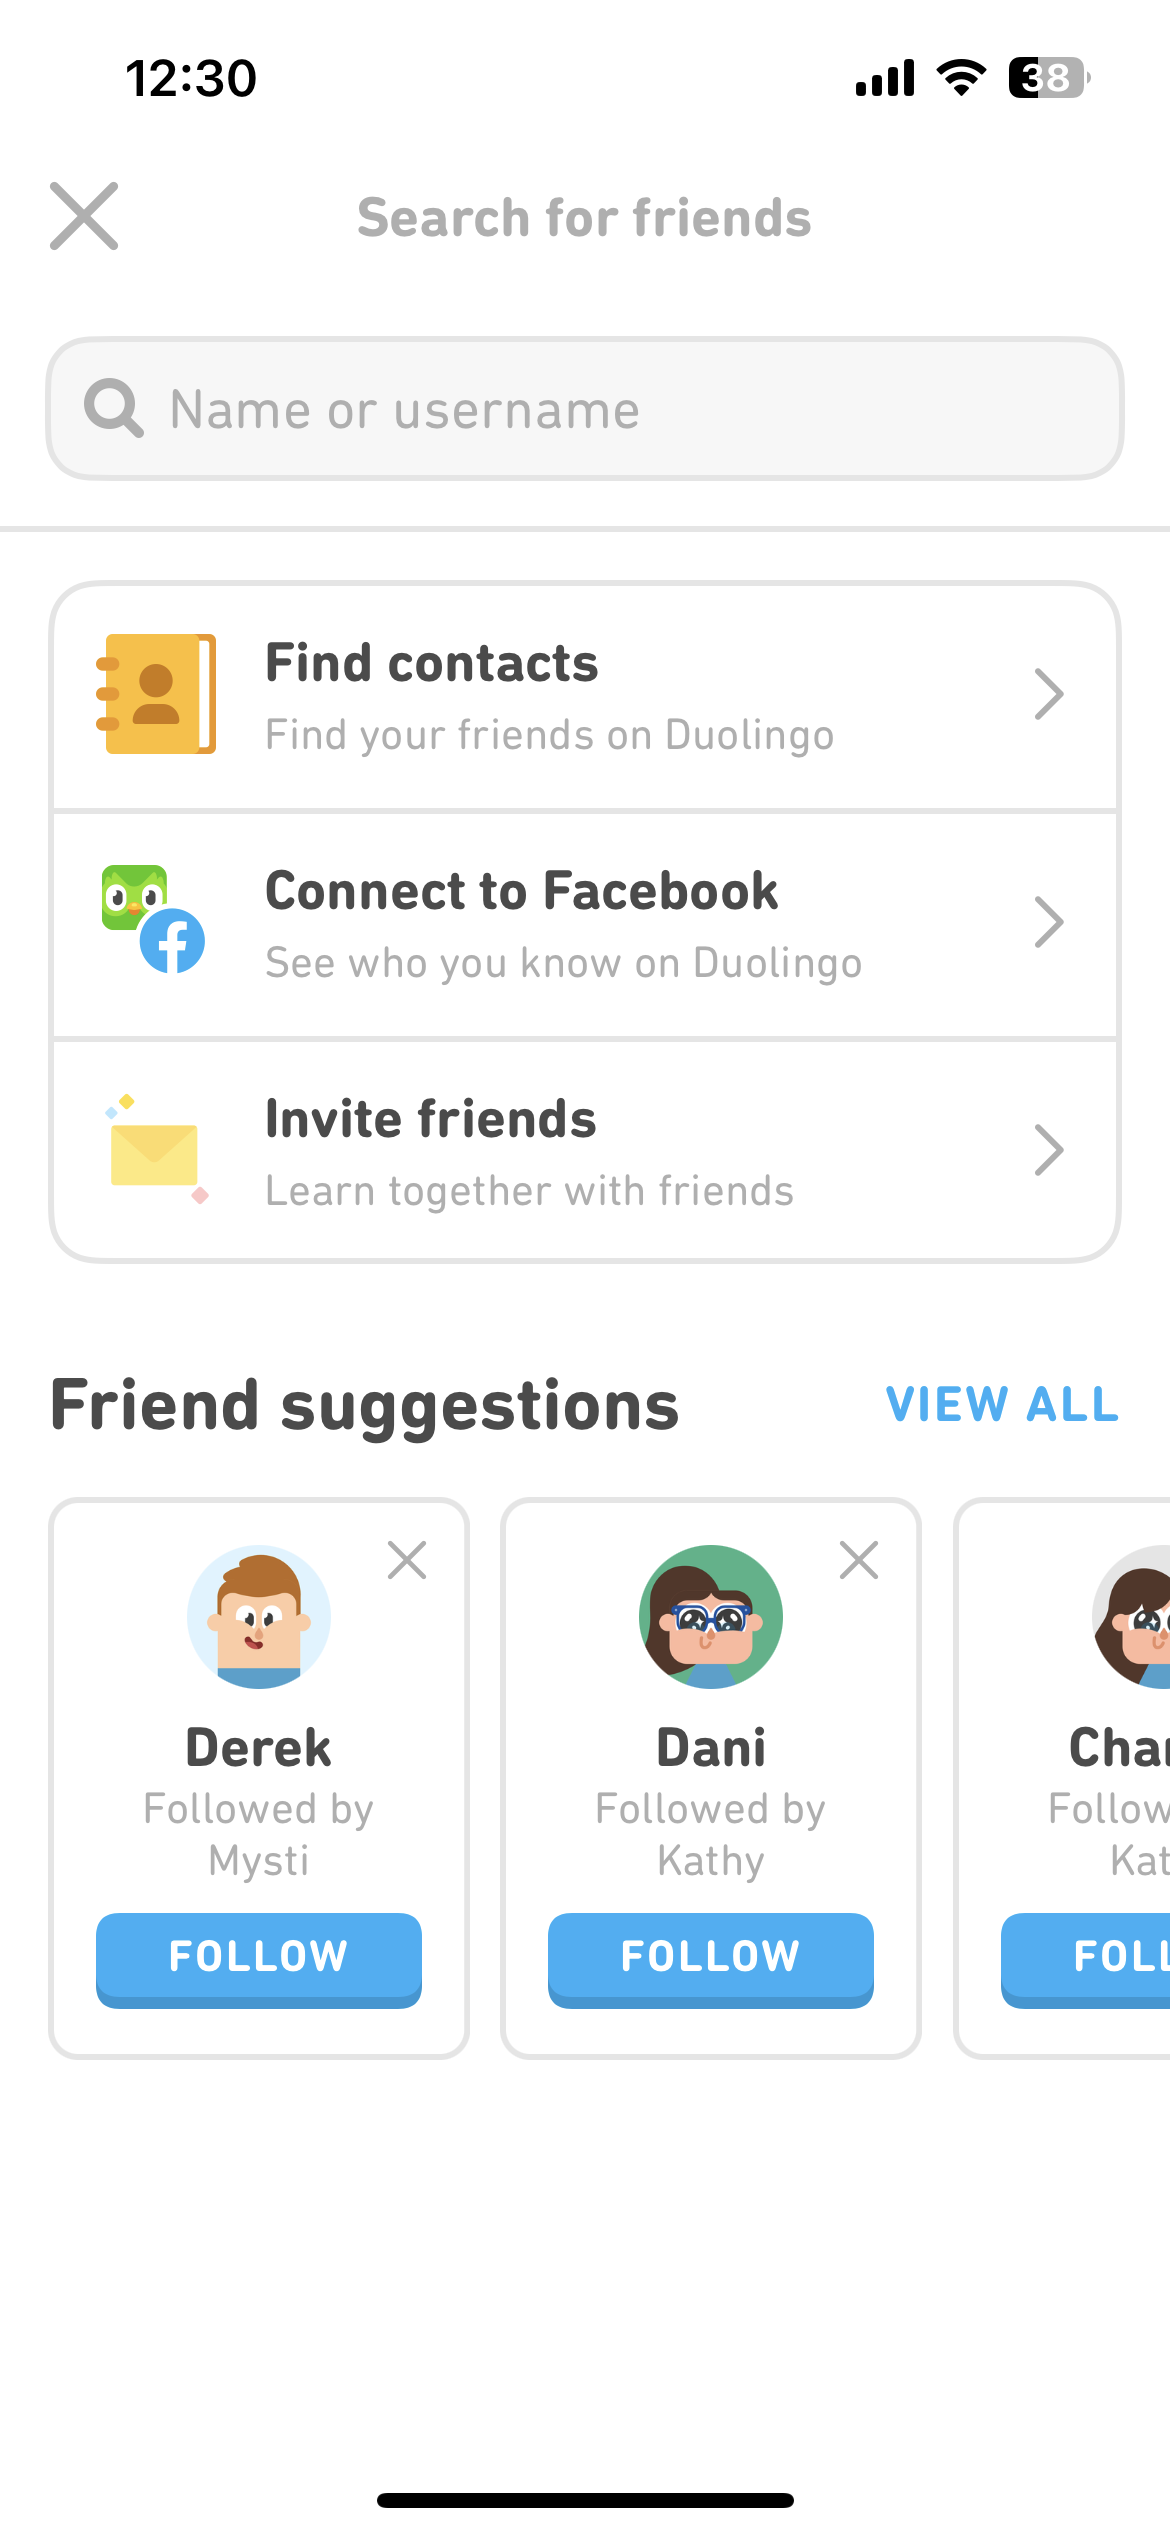 12:30
38
Search for friends
Name or username
Find contacts
Find your friends on Duolingo
Connect to Facebook
See who you know on Duolingo
Invite friends
Learn together with friends
Friend suggestions
VIEW ALL
Derek
Followed by
Mysti
FOLLOW
Dani
Followed by
Kathy
FOLLOW